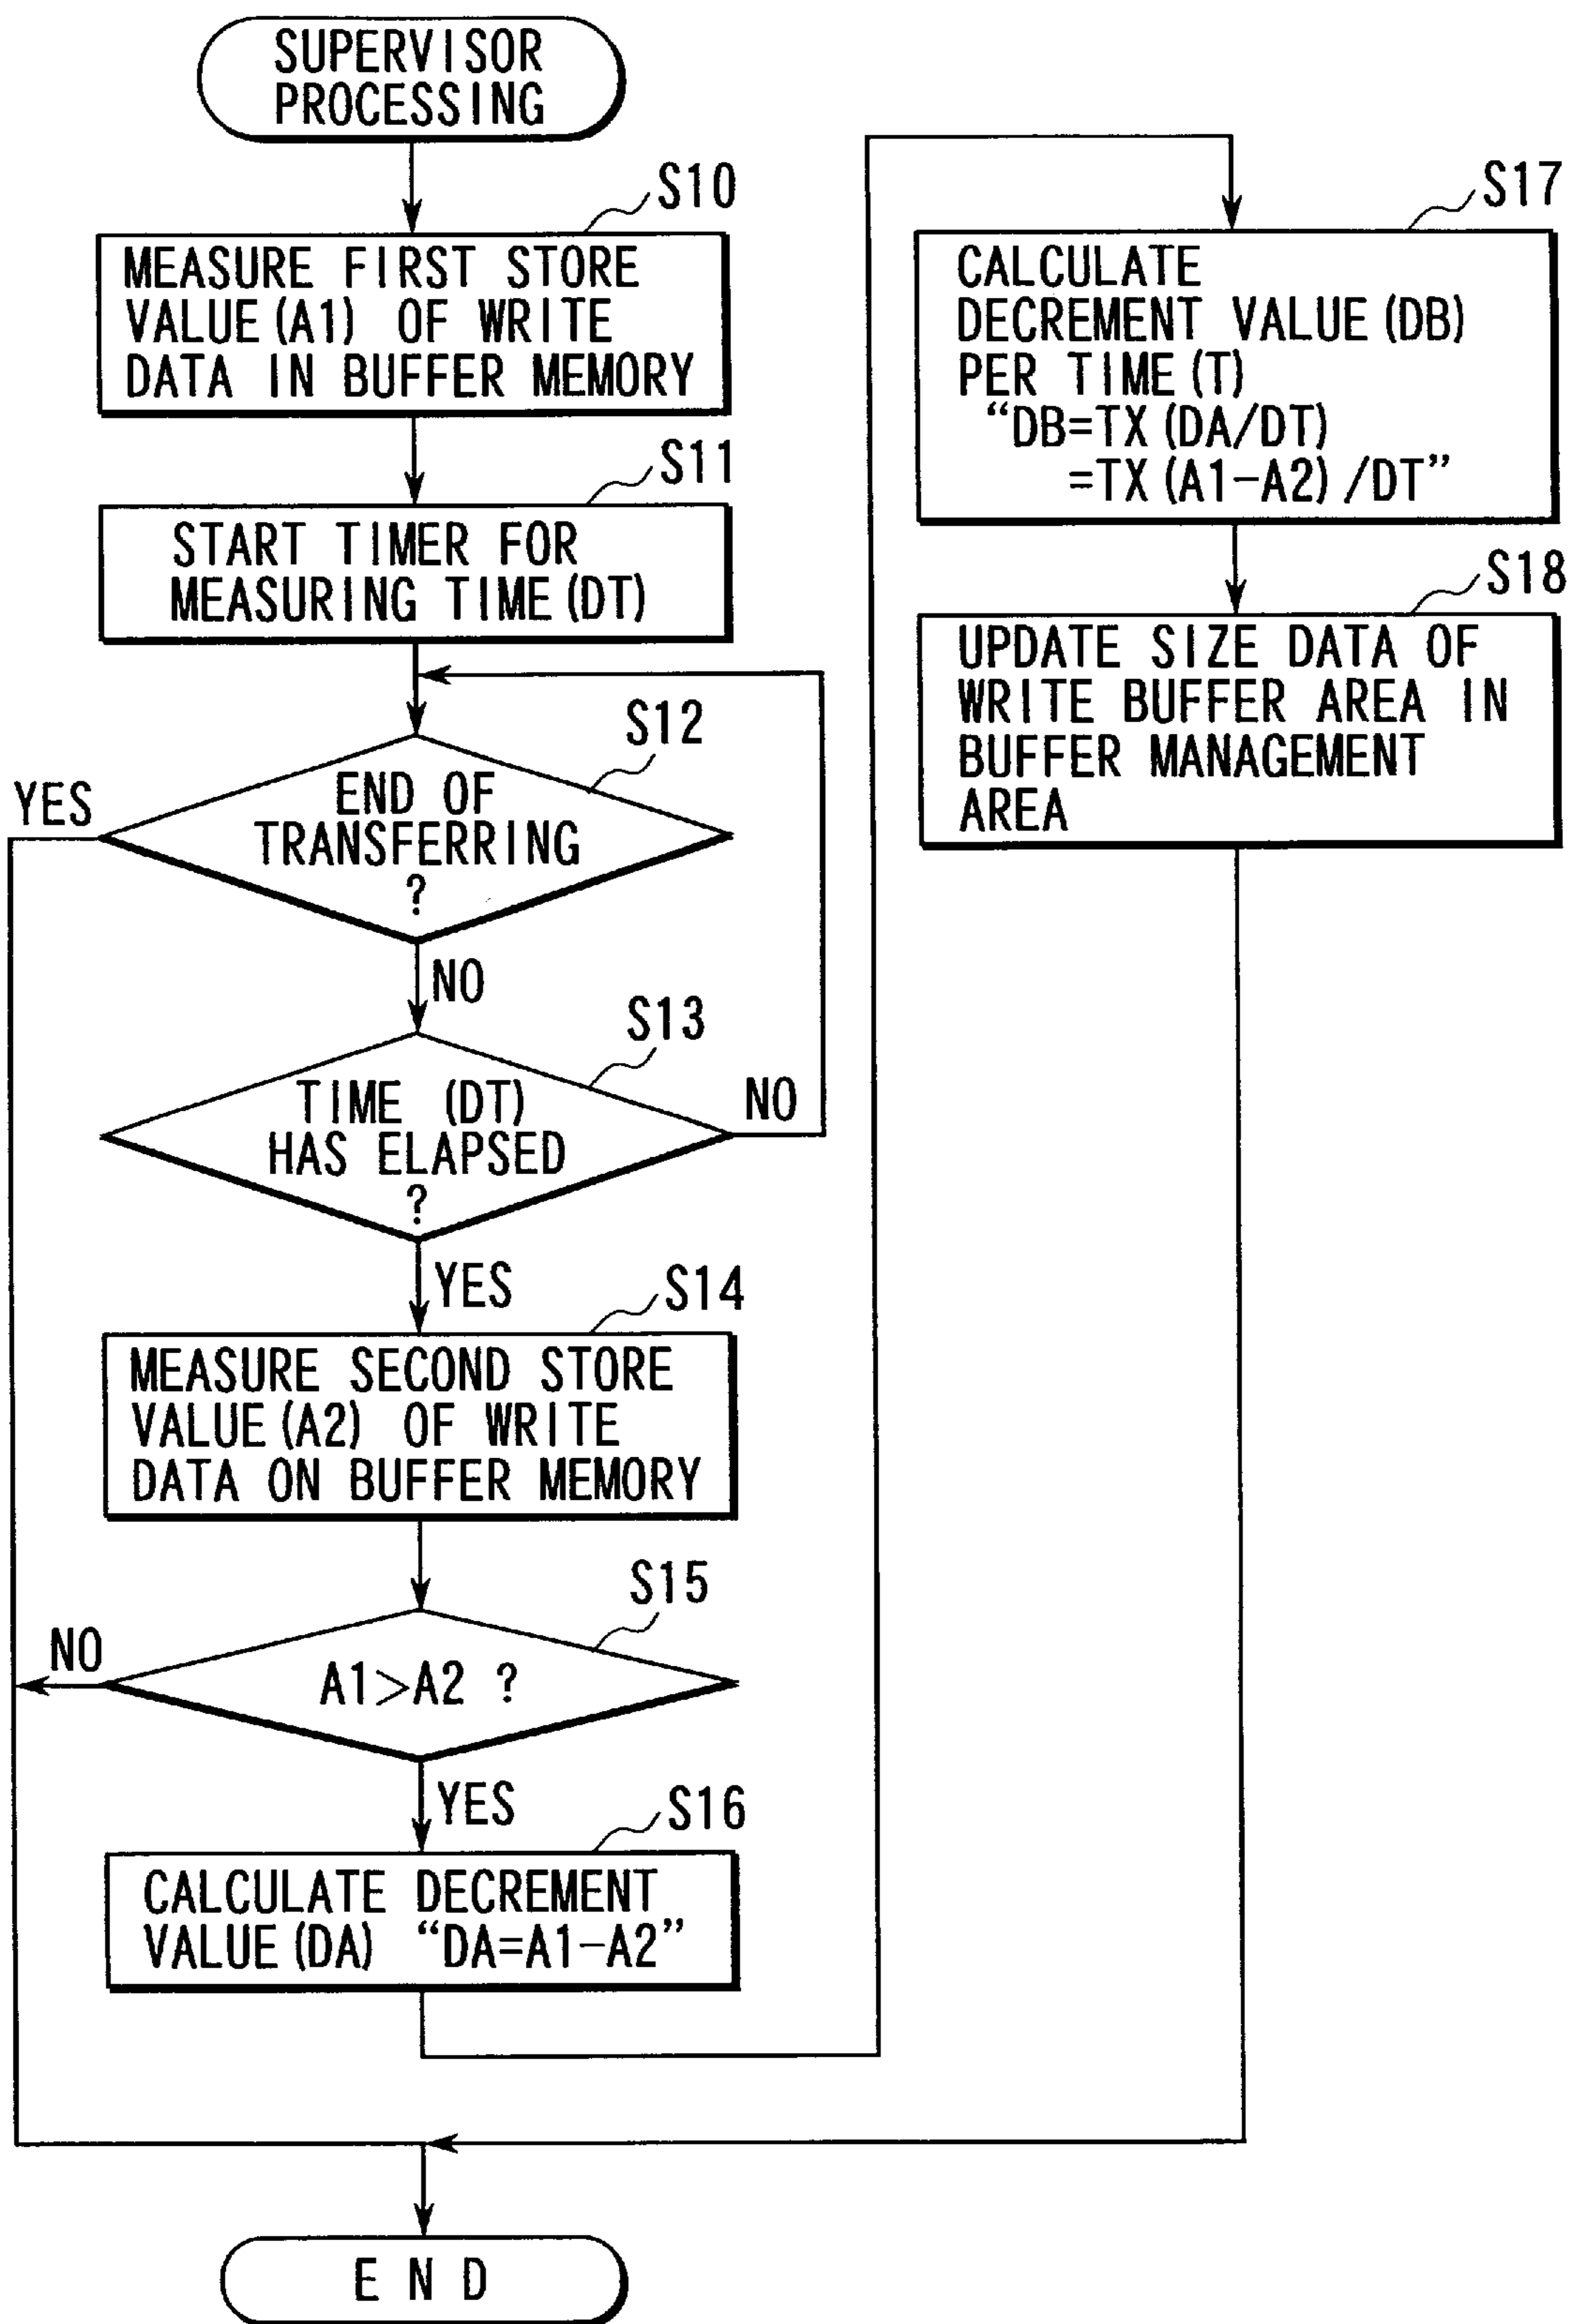 SUPERVISOR
PROCESSING
S10
MEASURE FIRST STORE
VALUE(A1) OF WRITE
DATA IN BUFFER MEMORY
S11
START TIMER FOR
MEASURING TIME(DT)
S12
YES
END OF
TRANSFERRING
?
NO
S13
TIME (DT)
HAS ELAPSED
?
NO
YES
S14
MEASURE SECOND STORE
VALUE(A2) OF WRITE
DATA ON BUFFER MEMORY
S15
NO
A1>A2 ?
YES
S16
CALCULATE DECREMENT
VALUE(DA) “DA=A1-A2”
S17
CALCULATE
DECREMENT VALUE(DB)
PER TIME(T)
“DB=TX(DA/DT)
=TX(A1-A2)/DT”
S18
UPDATE SIZE DATA OF
WRITE BUFFER AREA IN
BUFFER MANAGEMENT
AREA
END